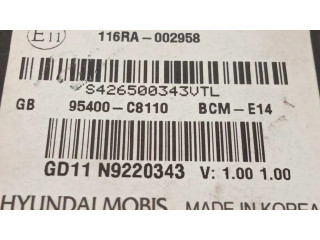 E11
116RA-002958
S426500343VTL
GB 95400-C8110 BCM-E14
GD11 N9220343 V: 1.00 1.00
HYUNDAI MOBIS MADE IN KOREA